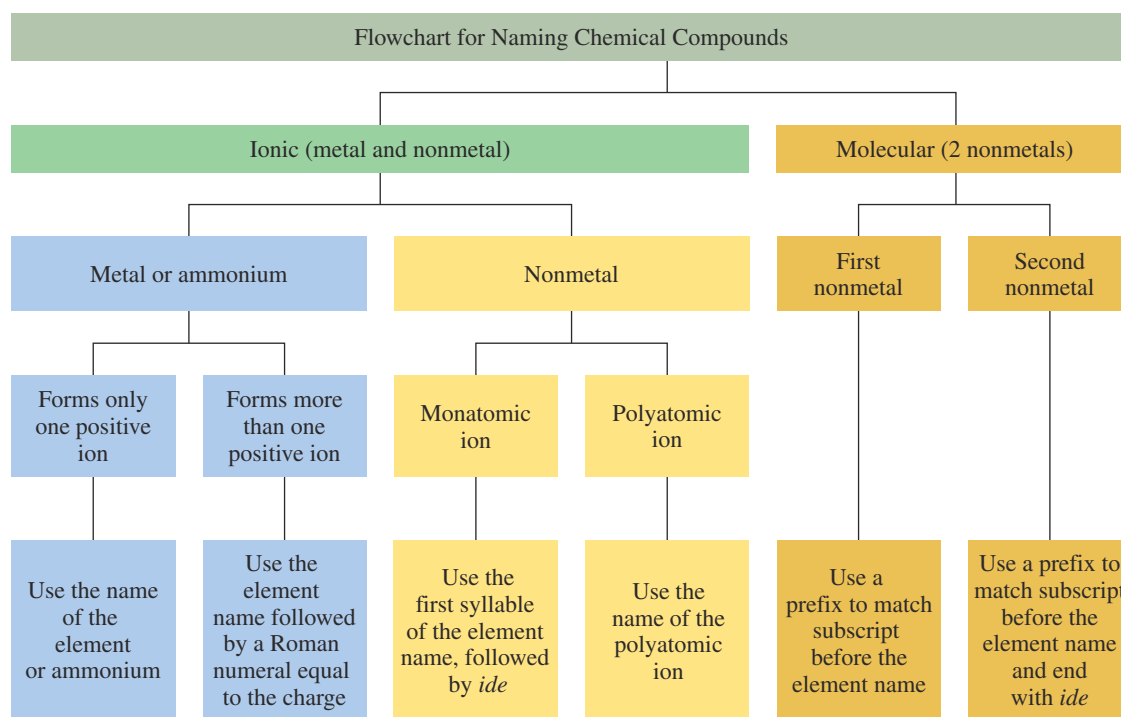 Flowchart for Naming Chemical Compounds
Ionic (metal and nonmetal)
Molecular (2 nonmetals)
Metal or ammonium
Nonmetal
First
nonmetal
Second
nonmetal
Forms only
one positive
ion
Forms more
than one
positive ion
Monatomic
ion
Polyatomic
ion
Use the name
of the
element
or ammonium
Use the
element
name followed
by a Roman
numeral equal
to the charge
Use the
first syllable
of the element
name, followed
by ide
Use the
name of the
polyatomic
ion
Use a
prefix to match
subscript
before the
element name
Use a prefix to
match subscript
before the
element name
and end
with ide